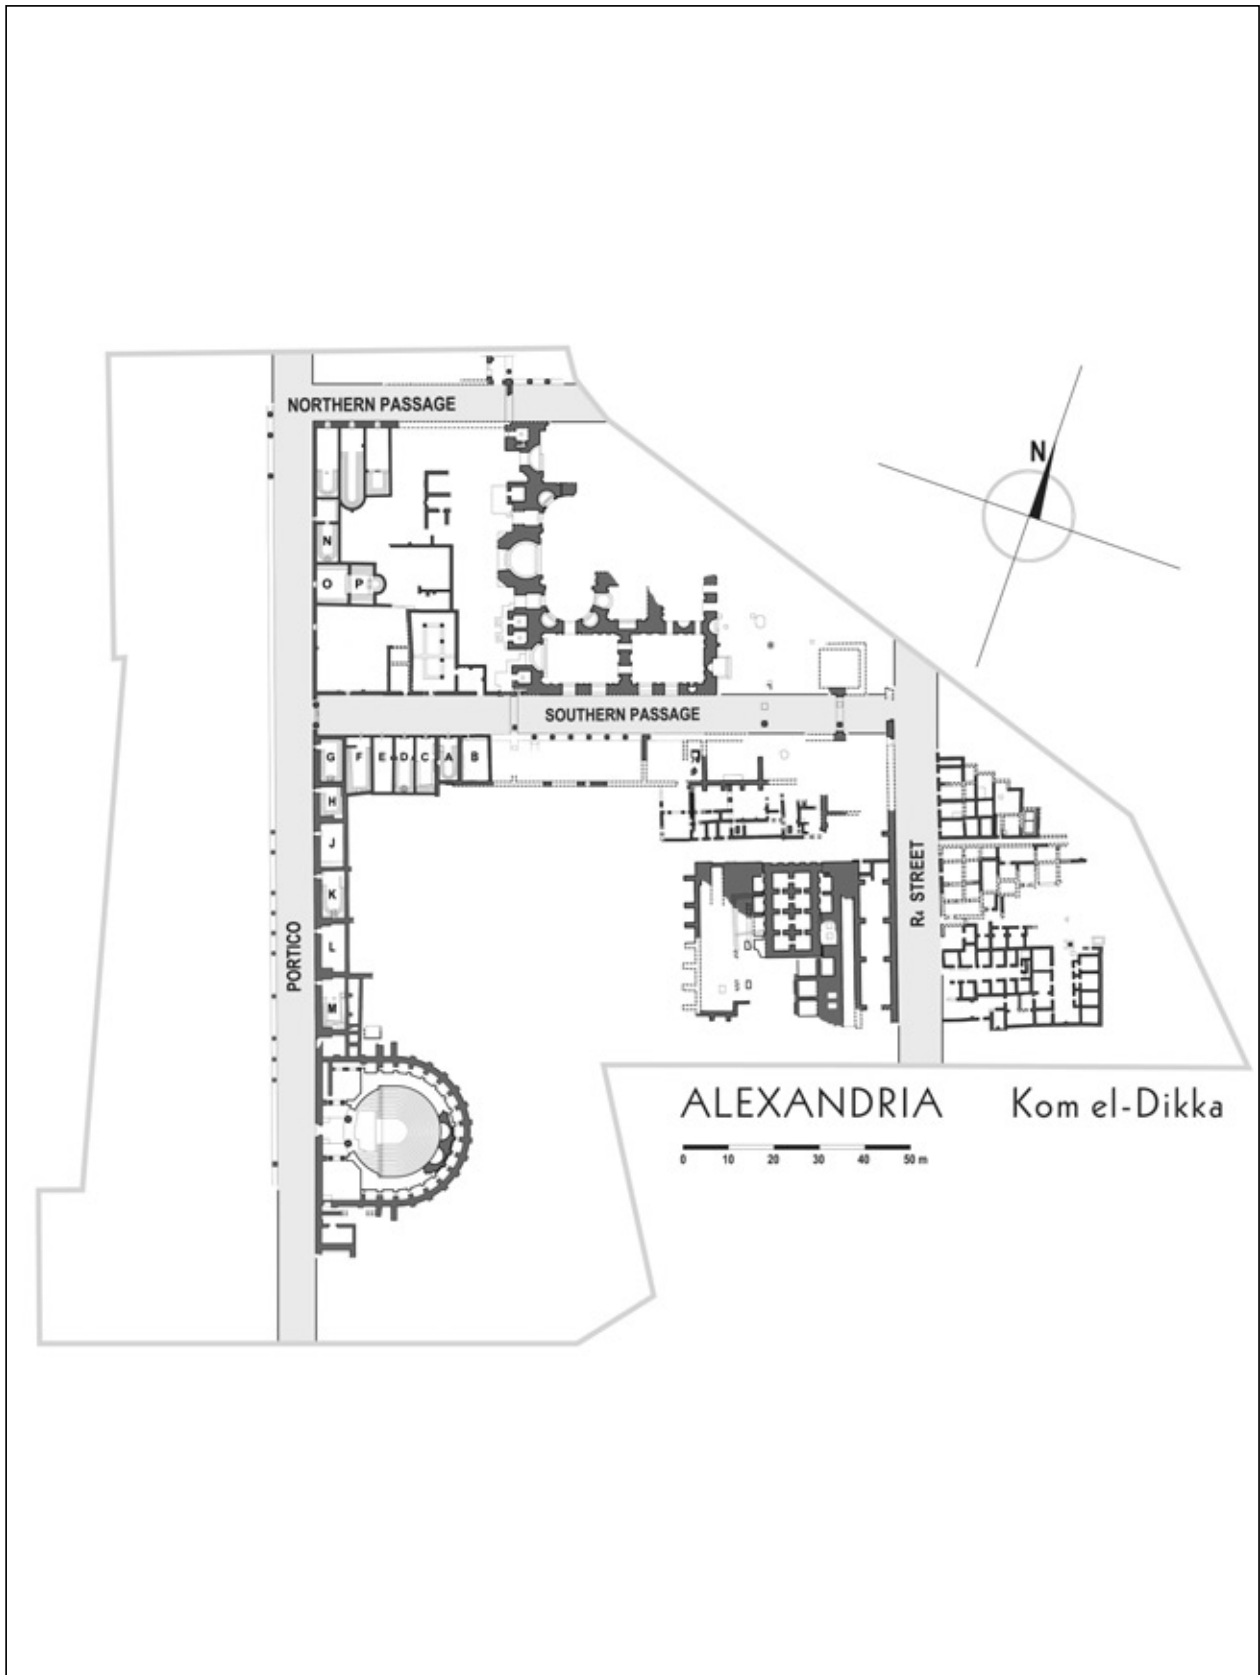 NORTHERN PASSAGE
N
N
O P
SOUTHERN PASSAGE
G F E D C A B
H
J
K
L
M
PORTICO
R4 STREET
ALEXANDRIA Kom el-Dikka
0 10 20 30 40 50 m